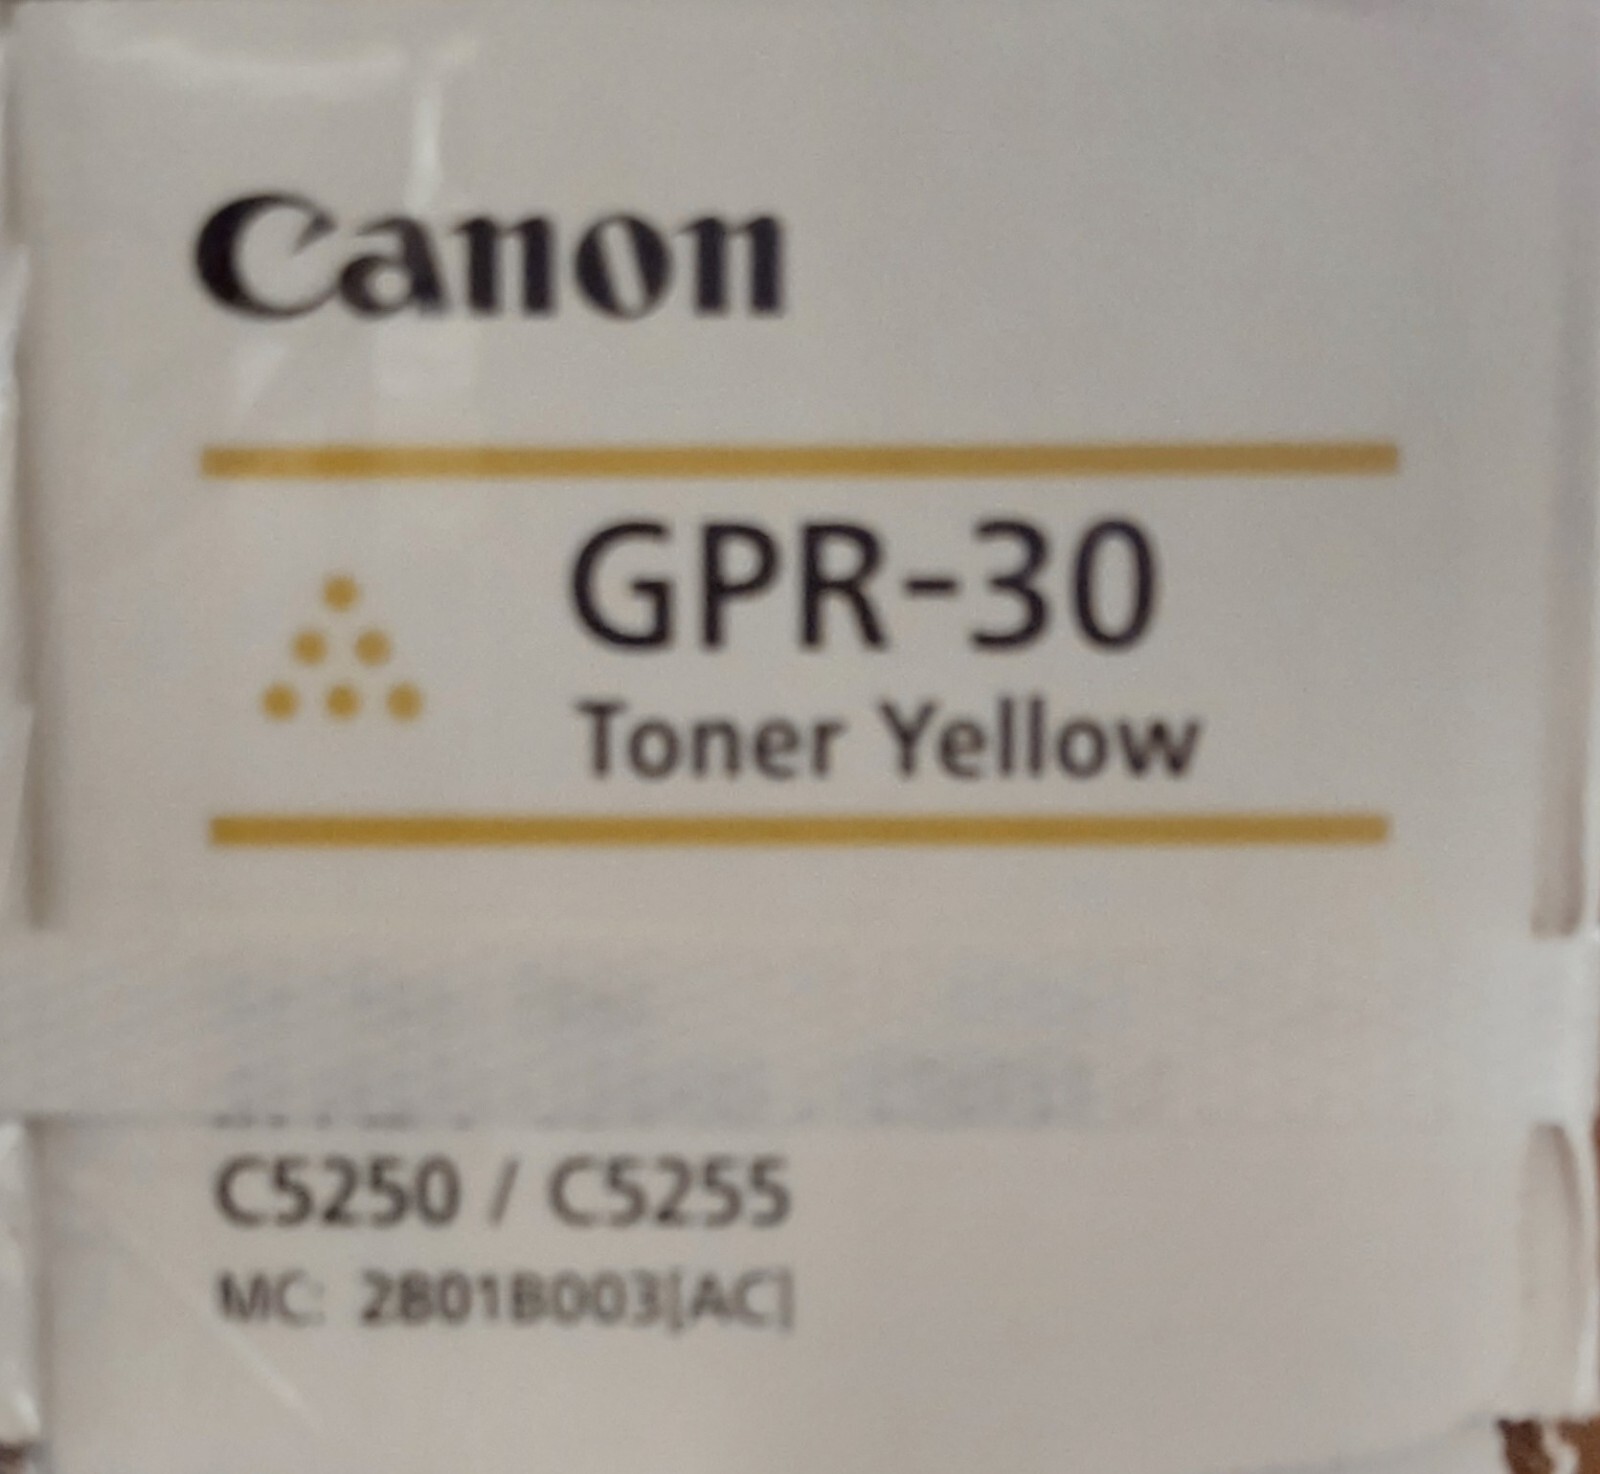 Canon
GPR-30
Toner Yellow
C5250 / C5255
MC: 2801B003[AC]